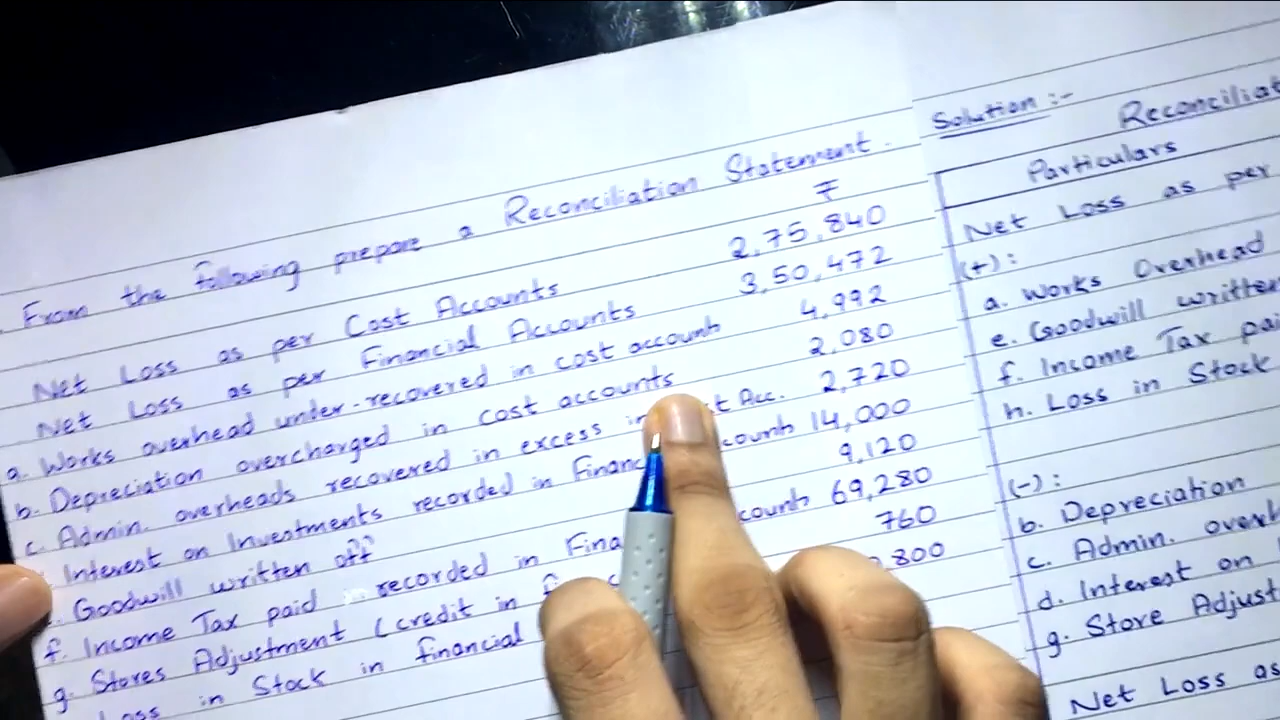 From the following prepare a Reconciliation Statement.
₹
Net Loss as per Cost Accounts 2,75,840
Net Loss as per Financial Accounts 3,50,472
a. Works overhead under-recovered in cost account 4,992
b. Depreciation overcharged in cost accounts 2,080
c. Admin. overheads recovered in excess in Acc. 2,720
Interest on Investments recorded in Financ 14,000
Goodwill written off 9,120
f. Income Tax paid recorded in Fina 69,280
g. Stores Adjustment (credit in 760
in Stock in financial 800
Solution :-
Reconciliat
Particulars
Net Loss as per
(+):
a. Works Overhead
e. Goodwill written
f. Income Tax pai
h. Loss in Stock
(-):
b. Depreciation
c. Admin. overh
d. Interest on
g. Store Adjust
Net Loss as